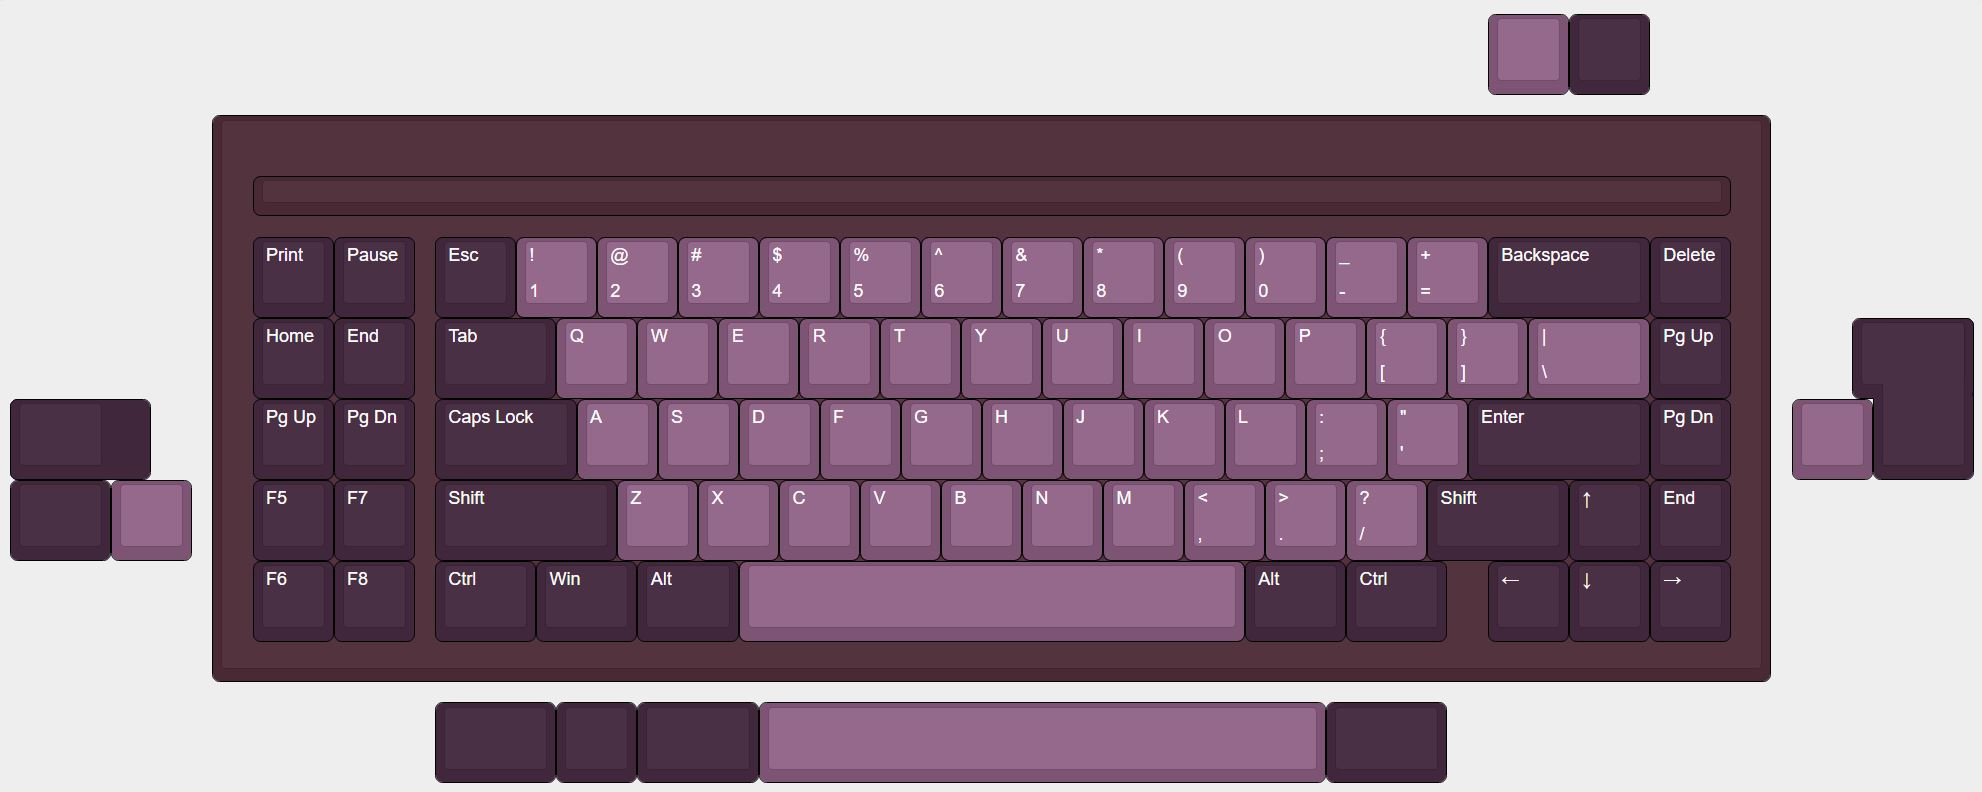 Print Pause Esc ! @ # $ % ^ & * ( ) _ + Backspace Delete
1 2 3 4 5 6 7 8 9 0 - =
Home End Tab Q W E R T Y U I O P { } | Pg Up
[ ] \
Pg Up Pg Dn Caps Lock A S D F G H J K L : " Enter Pg Dn
; '
F5 F7 Shift Z X C V B N M < > ? Shift ↑ End
, . /
F6 F8 Ctrl Win Alt Alt Ctrl ← ↓ →